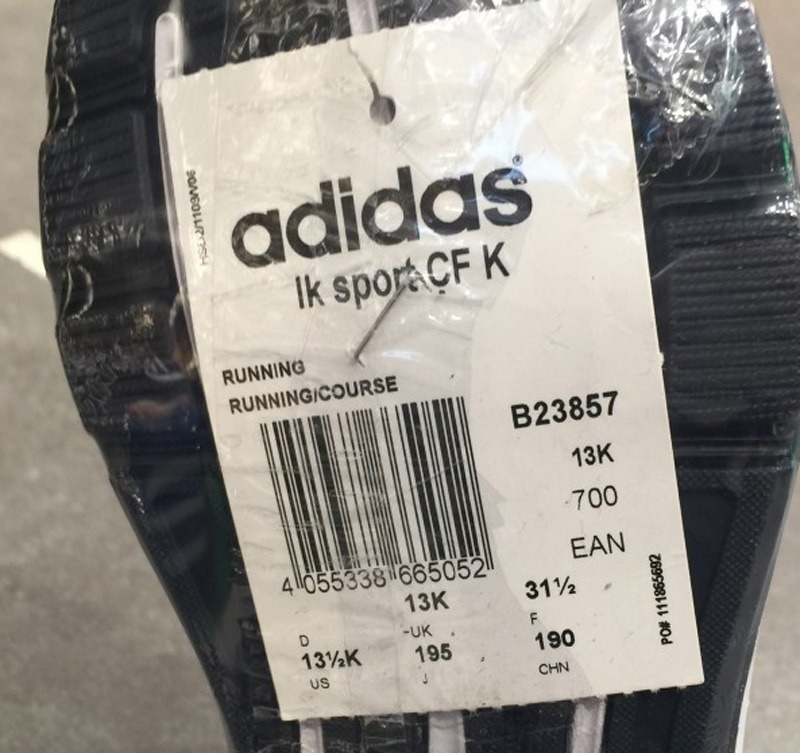 adidas®
lk sport CF K
RUNNING
RUNNING/COURSE
B23857
13K
700
EAN
4 055338 665052
13K
31½
D
-UK
F
13½K
195
190
US
J
CHN
PO# 111865692